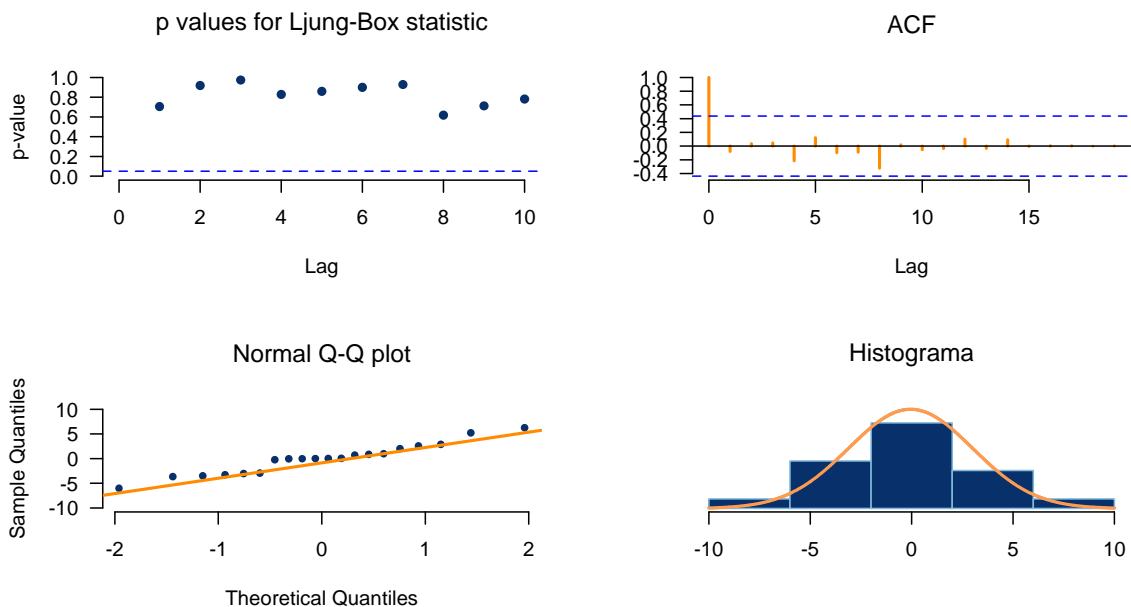 p values for Ljung-Box statistic
p-value
1.0
0.8
0.6
0.4
0.2
0.0
0 2 4 6 8 10
Lag
ACF
1.0
0.8
0.6
0.4
0.2
0.0
-0.2
-0.4
0 5 10 15
Lag
Normal Q-Q plot
Sample Quantiles
10
5
0
-5
-10
-2 -1 0 1 2
Theoretical Quantiles
Histograma
-10 -5 0 5 10